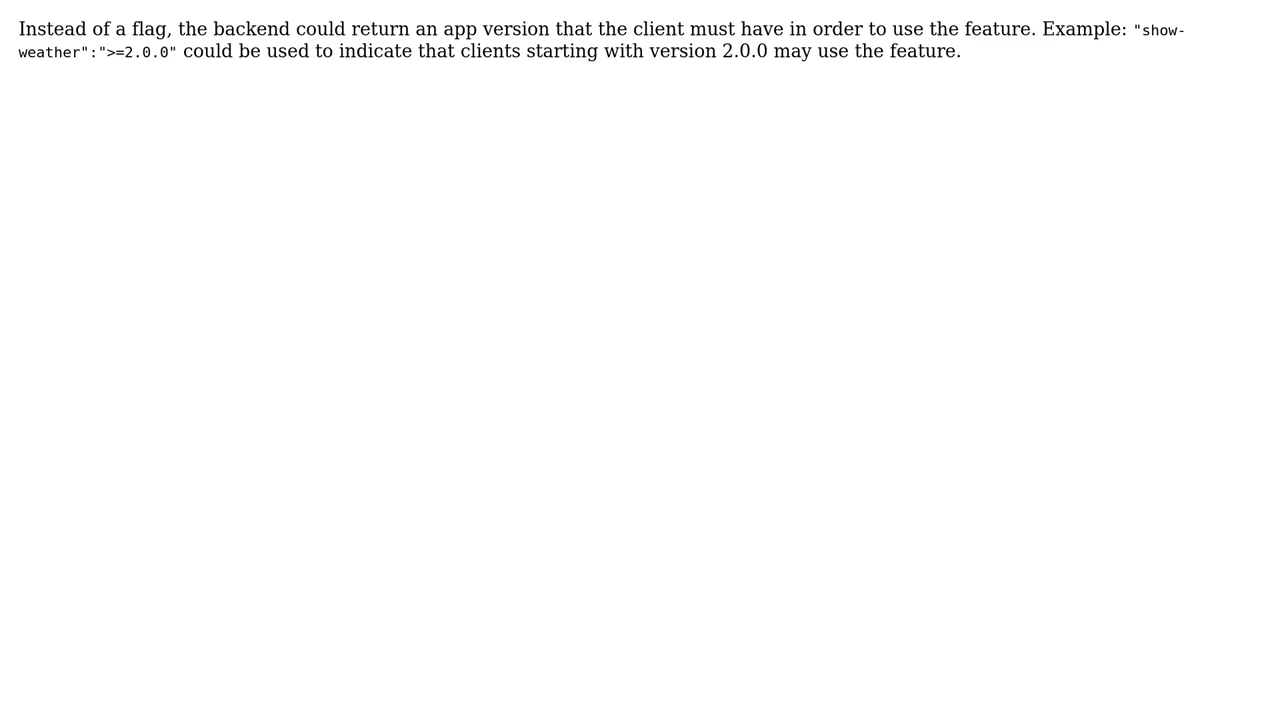 Instead of a flag, the backend could return an app version that the client must have in order to use the feature. Example: "show-
weather":">=2.0.0" could be used to indicate that clients starting with version 2.0.0 may use the feature.